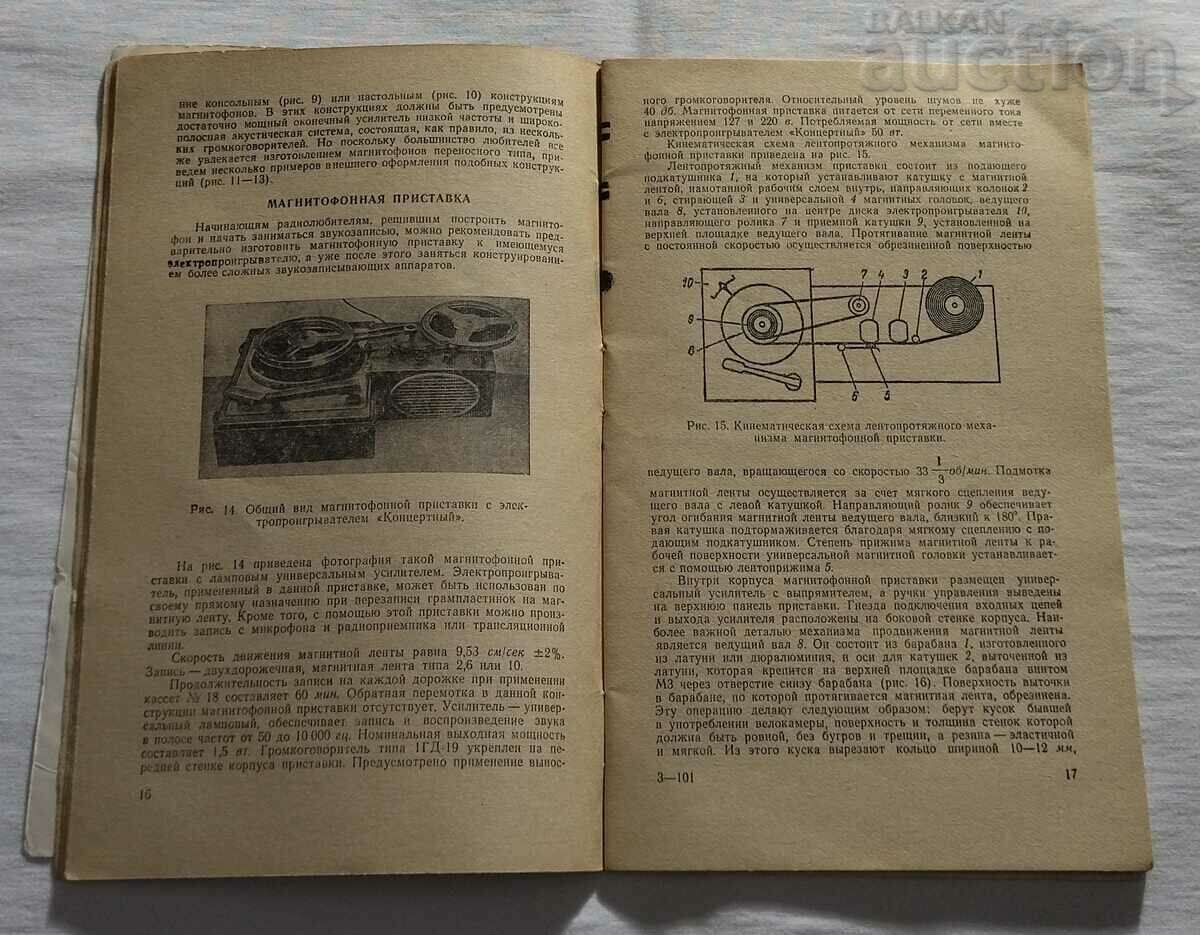 BALKAN
auction
ние консольным (рис. 9) или настольным (рис. 10) конструкциям
магнитофонов. В этих конструкциях должны быть предусмотрены
достаточно мощный оконечный усилитель низкой частоты и широко-
полосная акустическая система, состоящая, как правило, из несколь-
ких громкоговорителей. Но поскольку большинство любителей все
же увлекается изготовлением магнитофонов переносного типа, при-
ведем несколько примеров внешнего оформления подобных конструк-
ций (рис. 11—13).
МАГНИТОФОННАЯ ПРИСТАВКА
Начинающим радиолюбителям, решившим построить магнито-
фон и начать заниматься звукозаписью, можно рекомендовать пред-
варительно изготовить магнитофонную приставку к имеющемуся
электропроигрывателю, а уже после этого заняться конструировани-
ем более сложных звукозаписывающих аппаратов.
Рис. 14. Общий вид магнитофонной приставки с элек-
тропроигрывателем «Концертный».
На рис. 14 приведена фотография такой магнитофонной при-
ставки с ламповым универсальным усилителем. Электропроигрыва-
тель, примененный в данной приставке, может быть использован по
своему прямому назначению при перезаписи грампластинок на маг-
нитную ленту. Кроме того, с помощью этой приставки можно произ-
водить запись с микрофона и радиоприемника или трансляционной
линии.
Скорость движения магнитной ленты равна 9,53 см/сек ±2%.
Запись — двухдорожечная, магнитная лента типа 2,6 или 10.
Продолжительность записи на каждой дорожке при применении
кассет № 18 составляет 60 мин. Обратная перемотка в данной кон-
струкции магнитофонной приставки отсутствует. Усилитель — универ-
сальный ламповый, обеспечивает запись и воспроизведение звука
в полосе частот от 50 до 10 000 гц. Номинальная выходная мощность
составляет 1,5 вт. Громкоговоритель типа 1ГД-19 укреплен на пе-
редней стенке корпуса приставки. Предусмотрено применение вынос-
16
ного громкоговорителя. Относительный уровень шумов не хуже
40 дб. Магнитофонная приставка питается от сети переменного тока
напряжением 127 и 220 в. Потребляемая мощность от сети вместе
с электропроигрывателем «Концертный» 50 вт.
Кинематическая схема лентопротяжного механизма магнито-
фонной приставки приведена на рис. 15.
Лентопротяжный механизм приставки состоит из подающего
подкатушника 1, на который устанавливают катушку с магнитной
лентой, намотанной рабочим слоем внутрь, направляющих колонок 2
и 6, стирающей 3 и универсальной 4 магнитных головок, ведущего
вала 8, установленного на центре диска электропроигрывателя 10,
направляющего ролика 7 и приемной катушки 9, установленной на
верхней площадке ведущего вала. Протягивание магнитной ленты
с постоянной скоростью осуществляется обрезиненной поверхностью
10 7 4 3 2 1
9
8
6 5
Рис. 15. Кинематическая схема лентопротяжного меха-
низма магнитофонной приставки.
ведущего вала, вращающегося со скоростью 33 1/3 об/мин. Подмотка
магнитной ленты осуществляется за счет мягкого сцепления веду-
щего вала с левой катушкой. Направляющий ролик 9 обеспечивает
угол огибания магнитной ленты ведущего вала, близкий к 180°. Пра-
вая катушка подтормаживается благодаря мягкому сцеплению с по-
дающим подкатушником. Степень прижима магнитной ленты к ра-
бочей поверхности универсальной магнитной головки устанавливает-
ся с помощью лентоприжима 5.
Внутри корпуса магнитофонной приставки размещен универ-
сальный усилитель с выпрямителем, а ручки управления выведены
на верхнюю панель приставки. Гнезда подключения входных цепей
и выхода усилителя расположены на боковой стенке корпуса. Наи-
более важной деталью механизма продвижения магнитной ленты
является ведущий вал 8. Он состоит из барабана 1, изготовленного
из латуни или дюралюминия, и оси для катушек 2, выточенной из
латуни, которая крепится на верхней площадке барабана винтом
М3 через отверстие снизу барабана (рис. 16). Поверхность выточки
в барабане, по которой протягивается магнитная лента, обрезинена.
Эту операцию делают следующим образом: берут кусок бывшей
в употреблении велокамеры, поверхность и толщина стенок которой
должна быть ровной, без бугров и трещин, а резина — эластичной
и мягкой. Из этого куска вырезают кольцо шириной 10—12 мм,
3—101
17